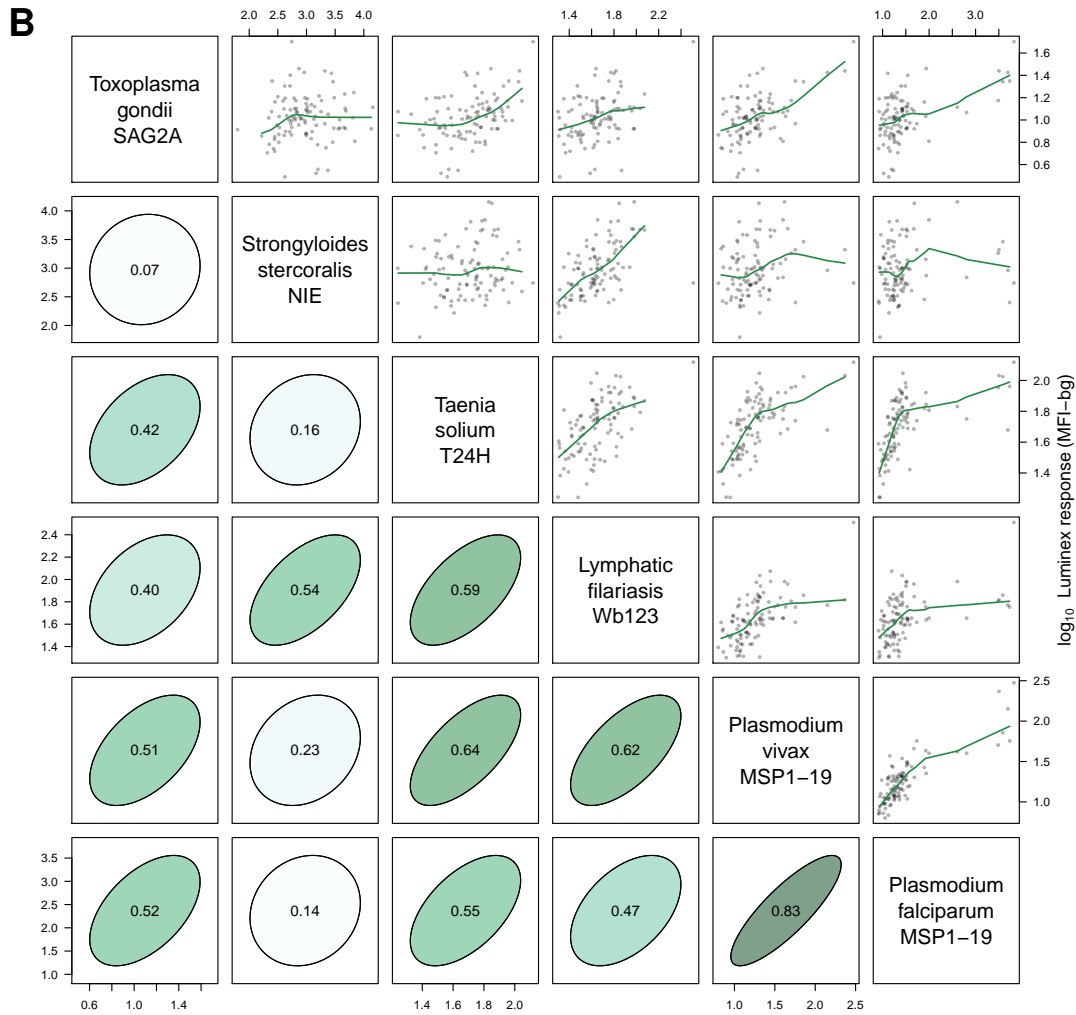 B
2.0 2.5 3.0 3.5 4.0
1.4 1.8 2.2
1.0 2.0 3.0
Toxoplasma
gondii
SAG2A
1.6
1.4
1.2
1.0
0.8
0.6
4.0
3.5
3.0
2.5
2.0
0.07
Strongyloides
stercoralis
NIE
0.42
0.16
Taenia
solium
T24H
2.0
1.8
1.6
1.4
log10 Luminex response (MFI−bg)
2.4
2.2
2.0
1.8
1.6
1.4
0.40
0.54
0.59
Lymphatic
filariasis
Wb123
0.51
0.23
0.64
0.62
Plasmodium
vivax
MSP1−19
2.5
2.0
1.5
1.0
3.5
3.0
2.5
2.0
1.5
1.0
0.52
0.14
0.55
0.47
0.83
Plasmodium
falciparum
MSP1−19
0.6 1.0 1.4
1.4 1.6 1.8 2.0
1.0 1.5 2.0 2.5